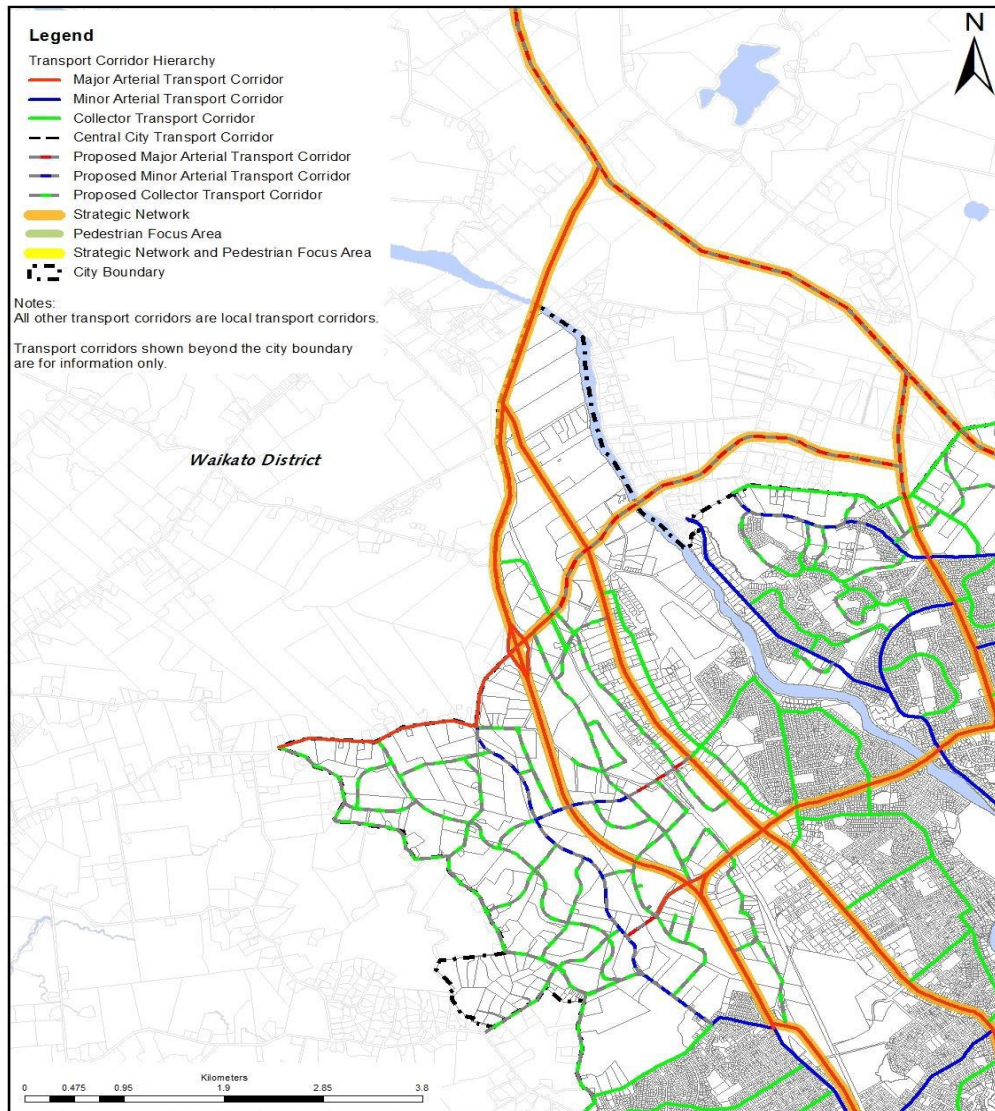 Legend
Transport Corridor Hierarchy
Major Arterial Transport Corridor
Minor Arterial Transport Corridor
Collector Transport Corridor
Central City Transport Corridor
Proposed Major Arterial Transport Corridor
Proposed Minor Arterial Transport Corridor
Proposed Collector Transport Corridor
Strategic Network
Pedestrian Focus Area
Strategic Network and Pedestrian Focus Area
City Boundary
Notes:
All other transport corridors are local transport corridors.
Transport corridors shown beyond the city boundary
are for information only.
N
Waikato District
Kilometers
0 0.475 0.95 1.9 2.85 3.8